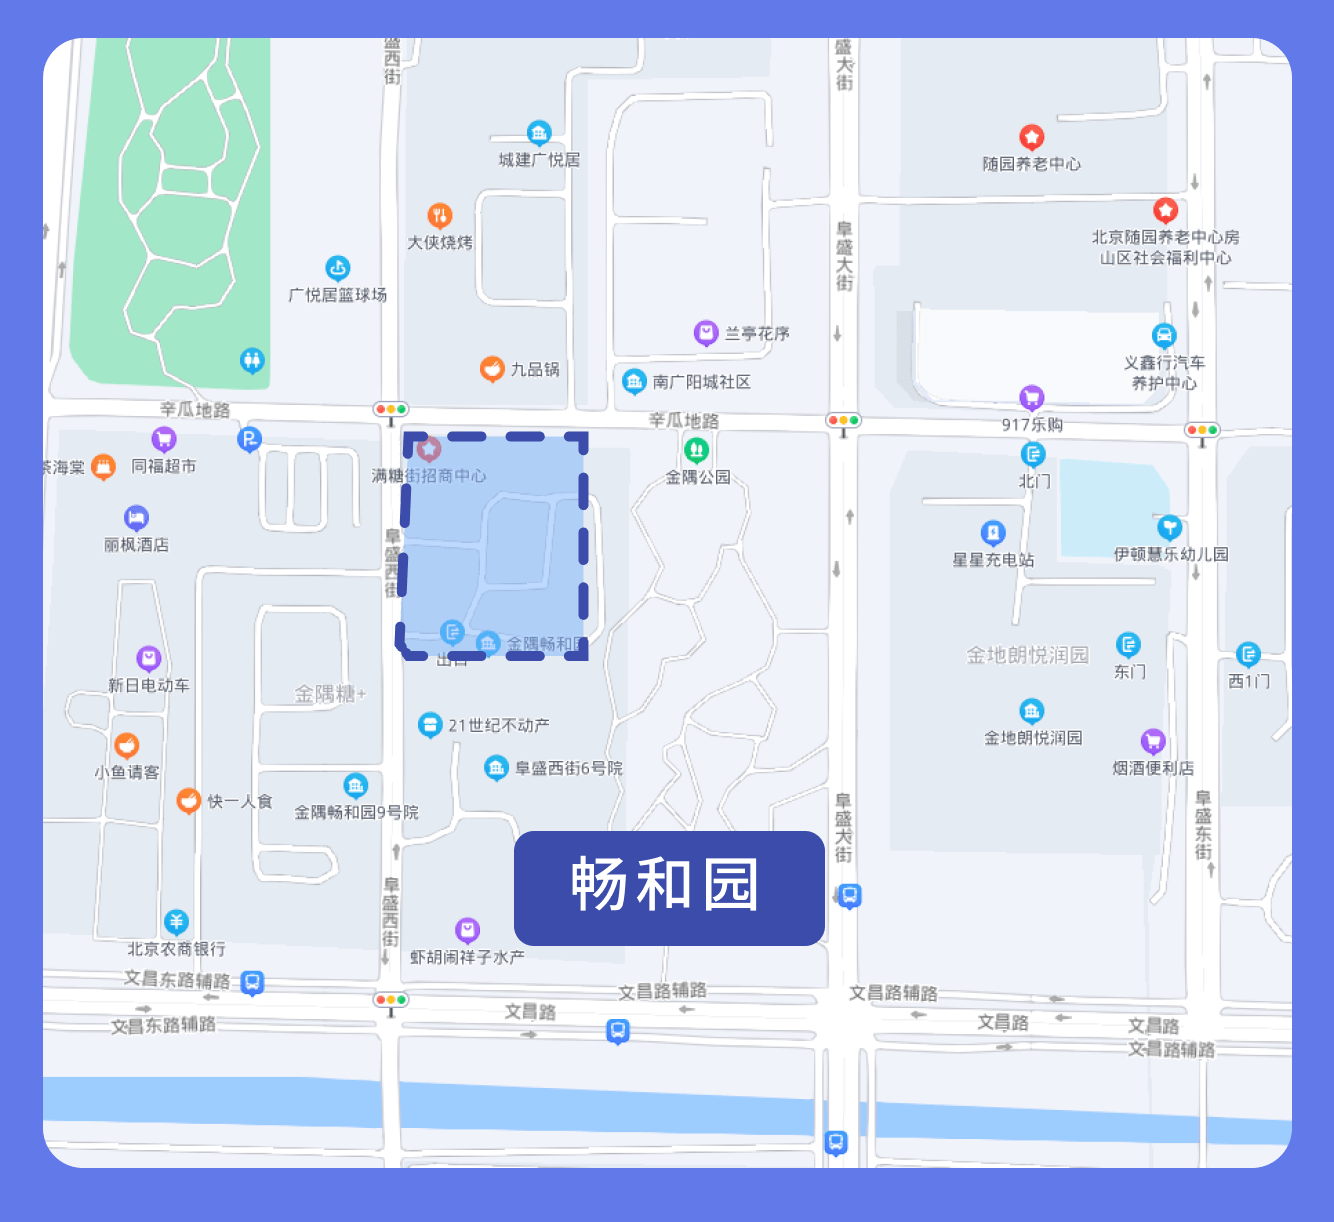 盛西街
盛大街
城建广悦居
随园养老中心
大侠烧烤
北京随园养老中心房
山区社会福利中心
阜盛大街
广悦居篮球场
兰亭花序
义鑫行汽车
养护中心
九品锅
南广阳城社区
辛瓜地路
辛瓜地路
917乐购
茶海棠
同福超市
满糖街招商中心
金隅公园
北门
丽枫酒店
阜盛西街
星星充电站
伊顿慧乐幼儿园
金隅畅和园
出口
金地朗悦润园
东门
西1门
新日电动车
金隅糖+
21世纪不动产
金地朗悦润园
小鱼请客
阜盛西街6号院
烟酒便利店
快一人食
金隅畅和园9号院
阜盛大街
阜盛东街
畅和园
阜盛西街
北京农商银行
虾胡闹祥子水产
文昌东路辅路
文昌路辅路
文昌路辅路
文昌路
文昌路
文昌路
文昌东路辅路
文昌路辅路